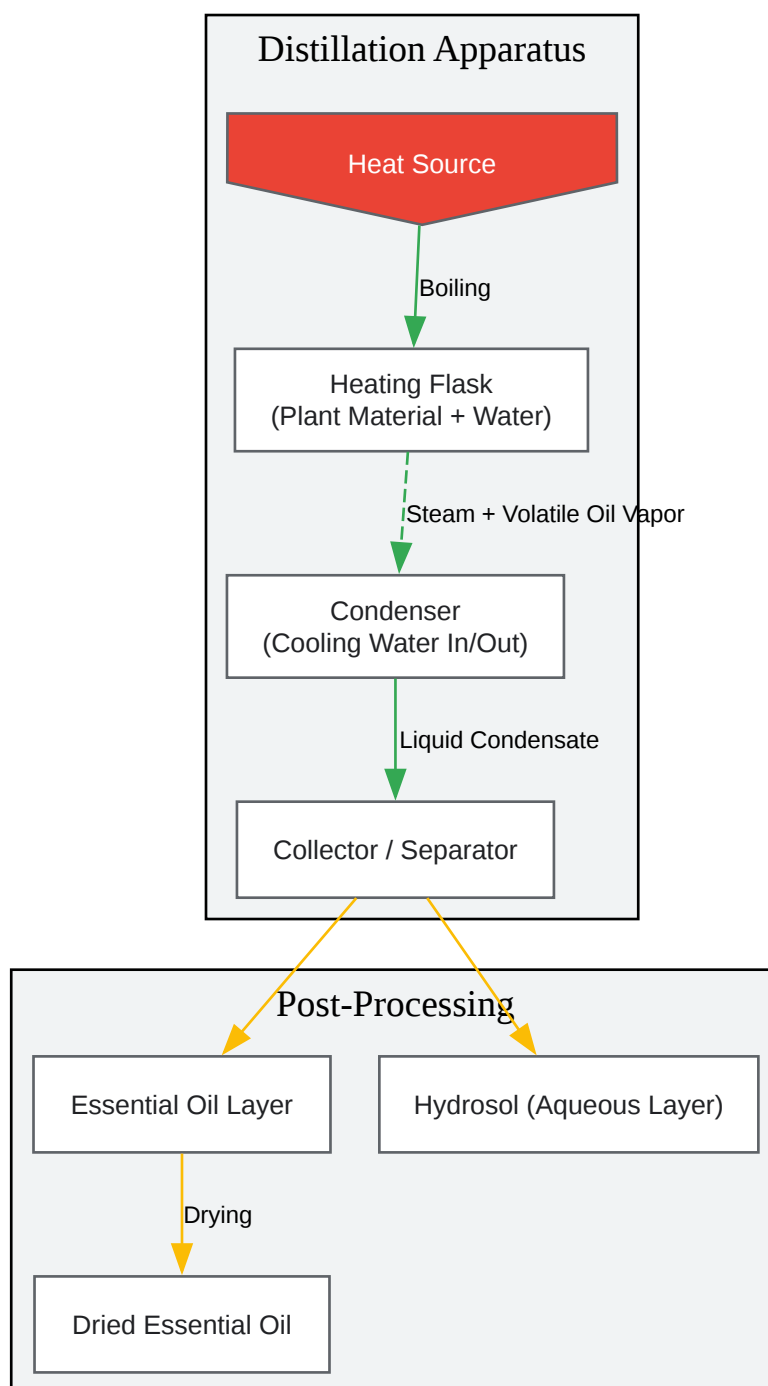 Distillation Apparatus
Heat Source
Boiling
Heating Flask
(Plant Material + Water)
Steam + Volatile Oil Vapor
Condenser
(Cooling Water In/Out)
Liquid Condensate
Collector / Separator
Post-Processing
Essential Oil Layer
Hydrosol (Aqueous Layer)
Drying
Dried Essential Oil